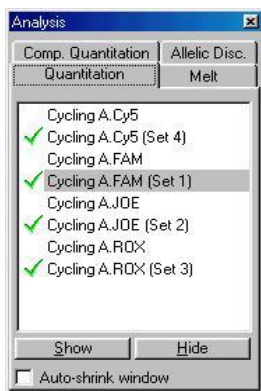 Analysis
Comp. Quantitation Allelic Disc.
Quantitation Melt
Cycling A.Cy5
Cycling A.Cy5 (Set 4)
Cycling A.FAM
Cycling A.FAM (Set 1)
Cycling A.JOE
Cycling A.JOE (Set 2)
Cycling A.ROX
Cycling A.ROX (Set 3)
Show Hide
Auto-shrink window